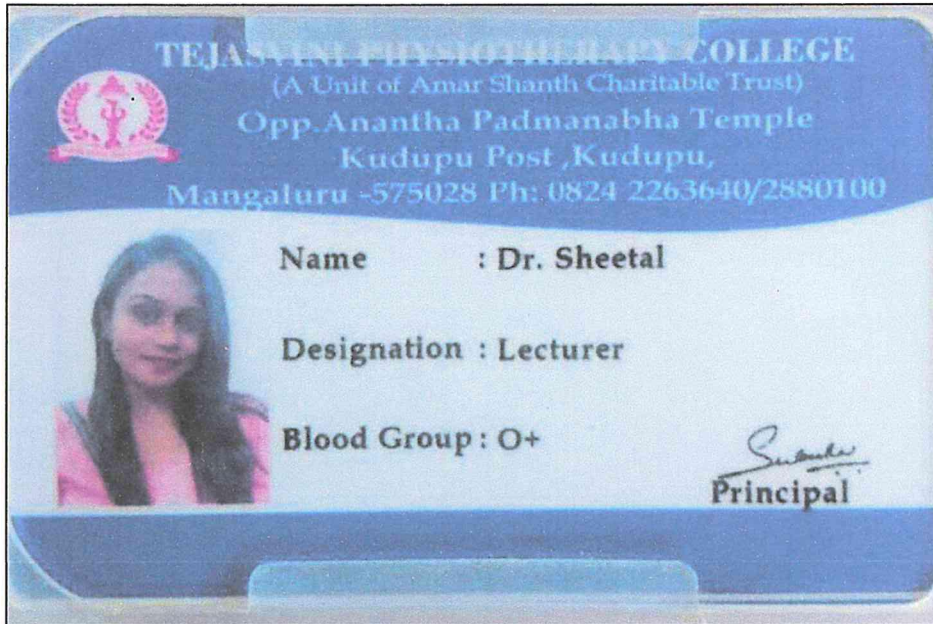 TEJASVINI PHYSIOTHERAPY COLLEGE
(A Unit of Amar Shanth Charitable Trust)
Opp.Anantha Padmanabha Temple
Kudupu Post ,Kudupu,
Mangaluru -575028 Ph: 0824 2263640/2880100
Name : Dr. Sheetal
Designation : Lecturer
Blood Group : O+
Principal